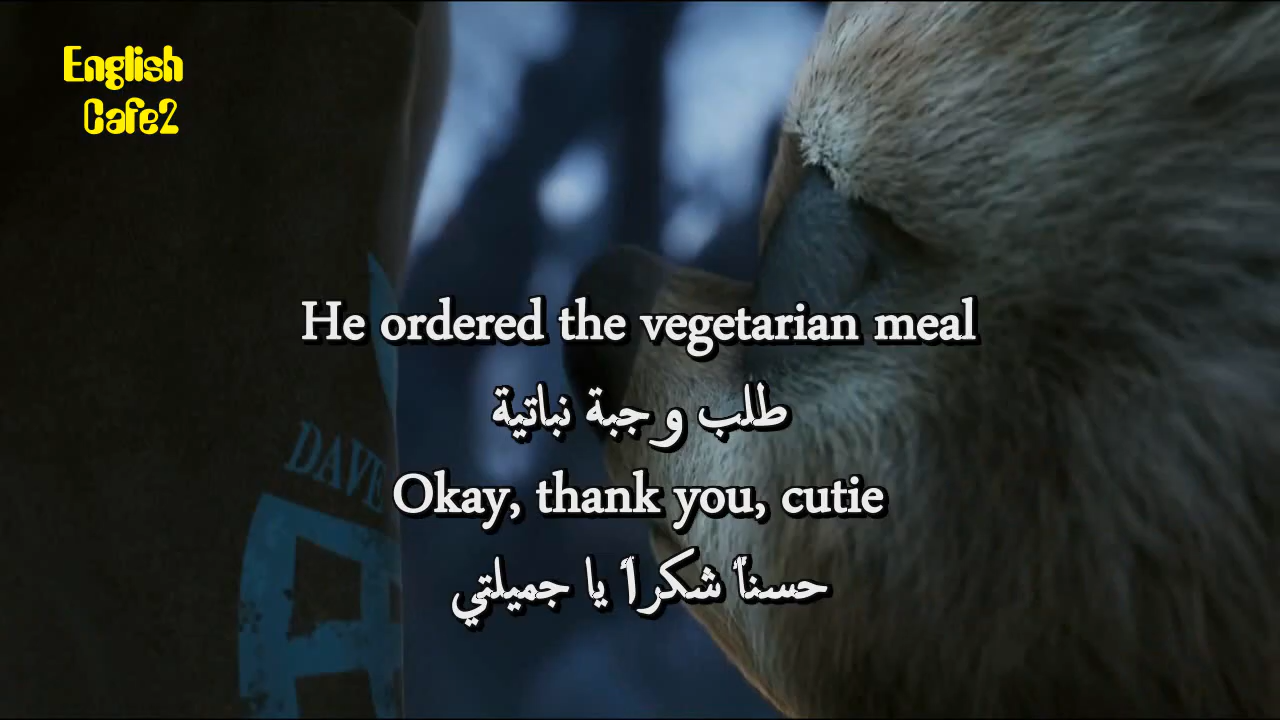 English
Cafe2
He ordered the vegetarian meal
طلب وجبة نباتية
Okay, thank you, cutie
حسناً شكراً يا جميلتي
DAVE
A